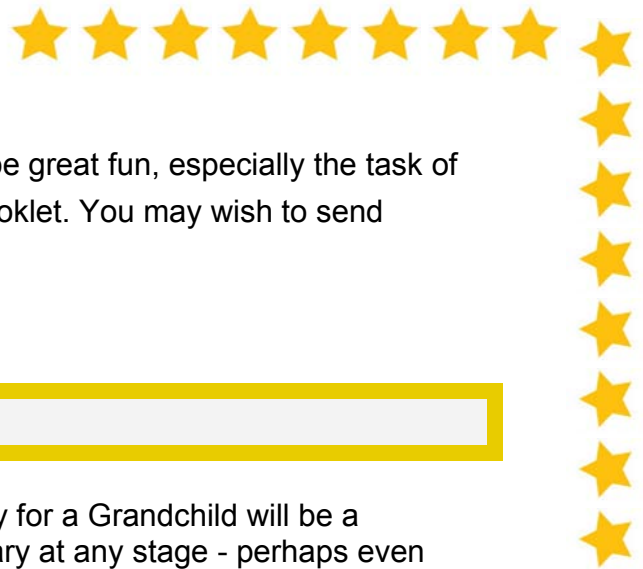 be great fun, especially the task of
oklet. You may wish to send
y for a Grandchild will be a
ary at any stage - perhaps even